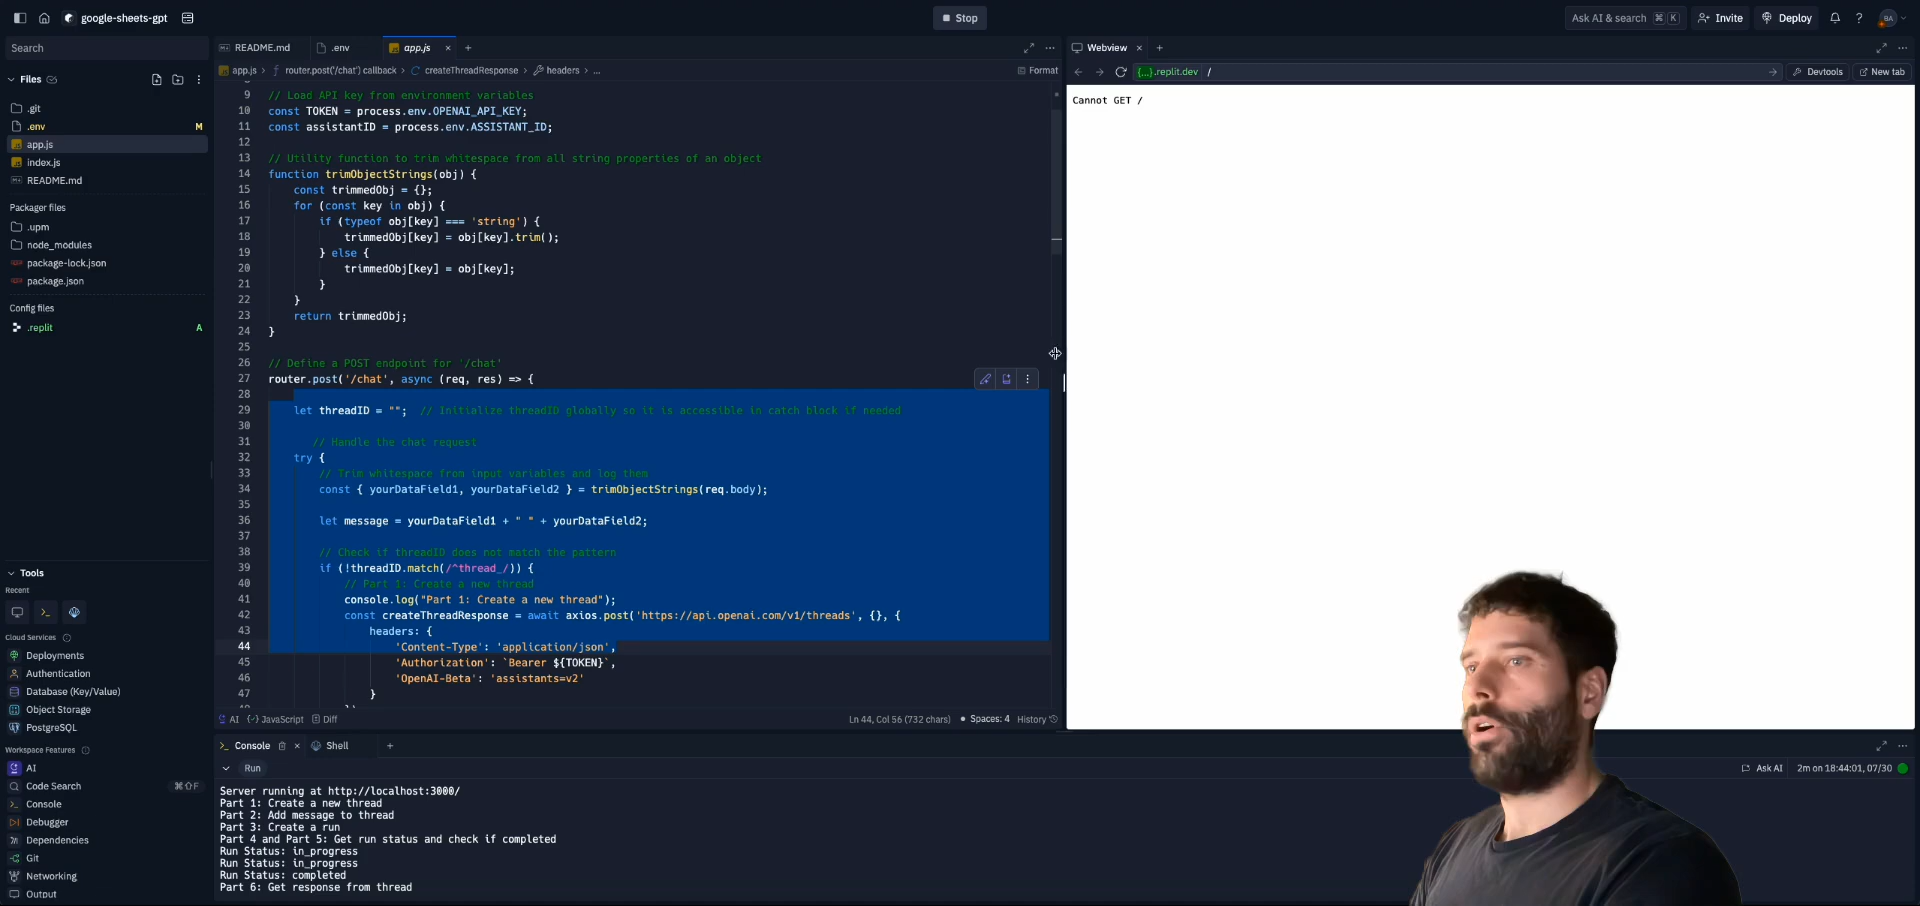 google-sheets-gpt
Stop
Ask AI & search ⌘ K
Invite
Deploy
?
BA
Search
README.md
.env
app.js ×
+
Webview ×
+
Files
app.js > router.post('/chat') callback > createThreadResponse > headers > ...
Format
{...}.replit.dev /
Devtools
New tab
.git
.env M
app.js
index.js
README.md
Packager files
.upm
node_modules
package-lock.json
package.json
Config files
.replit A
9 // Load API key from environment variables
10 const TOKEN = process.env.OPENAI_API_KEY;
11 const assistantID = process.env.ASSISTANT_ID;
12
13 // Utility function to trim whitespace from all string properties of an object
14 function trimObjectStrings(obj) {
15 const trimmedObj = {};
16 for (const key in obj) {
17 if (typeof obj[key] === 'string') {
18 trimmedObj[key] = obj[key].trim();
19 } else {
20 trimmedObj[key] = obj[key];
21 }
22 }
23 return trimmedObj;
24 }
25
26 // Define a POST endpoint for '/chat'
27 router.post('/chat', async (req, res) => {
28
29 let threadID = ""; // Initialize threadID globally so it is accessible in catch block if needed
30
31 // Handle the chat request
32 try {
33 // Trim whitespace from input variables and log them
34 const { yourDataField1, yourDataField2 } = trimObjectStrings(req.body);
35
36 let message = yourDataField1 + " " + yourDataField2;
37
38 // Check if threadID does not match the pattern
39 if (!threadID.match(/^thread_/)) {
40 // Part 1: Create a new thread
41 console.log("Part 1: Create a new thread");
42 const createThreadResponse = await axios.post('https://api.openai.com/v1/threads', {}, {
43 headers: {
44 'Content-Type': 'application/json',
45 'Authorization': `Bearer ${TOKEN}`,
46 'OpenAI-Beta': 'assistants=v2'
47 }
Cannot GET /
Tools
Recent
Cloud Services
Deployments
Authentication
Database (Key/Value)
Object Storage
PostgreSQL
Workspace Features
AI
Code Search ⌘⇧F
Console
Debugger
Dependencies
Git
Networking
Output
AI
JavaScript
Diff
Ln 44, Col 56 (732 chars)
Spaces: 4
History
Console ×
Shell
+
Run
Ask AI
2m on 18:44:01, 07/30
Server running at http://localhost:3000/
Part 1: Create a new thread
Part 2: Add message to thread
Part 3: Create a run
Part 4 and Part 5: Get run status and check if completed
Run Status: in_progress
Run Status: in_progress
Run Status: completed
Part 6: Get response from thread